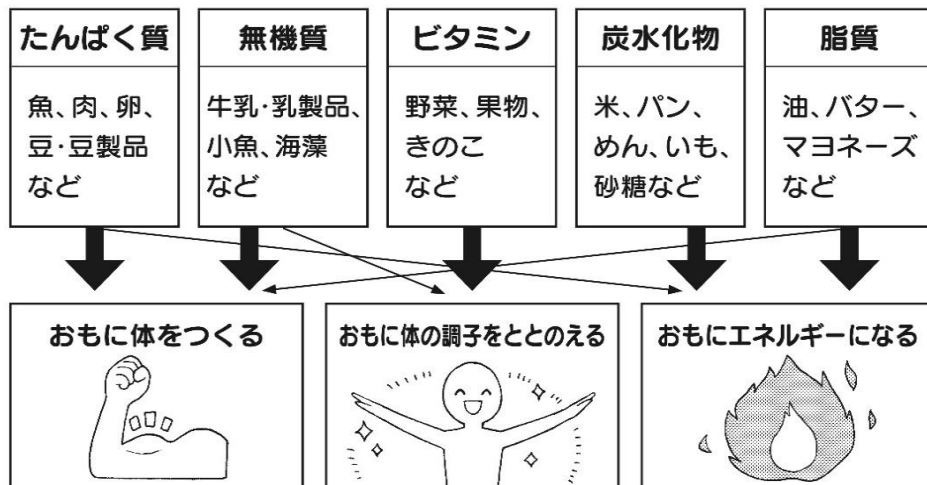 たんぱく質
魚、肉、卵、
豆・豆製品
など
無機質
牛乳・乳製品、
小魚、海藻
など
ビタミン
野菜、果物、
きのこ
など
炭水化物
米、パン、
めん、いも、
砂糖など
脂質
油、バター、
マヨネーズ
など
おもに体をつくる
おもに体の調子をととのえる
おもにエネルギーになる